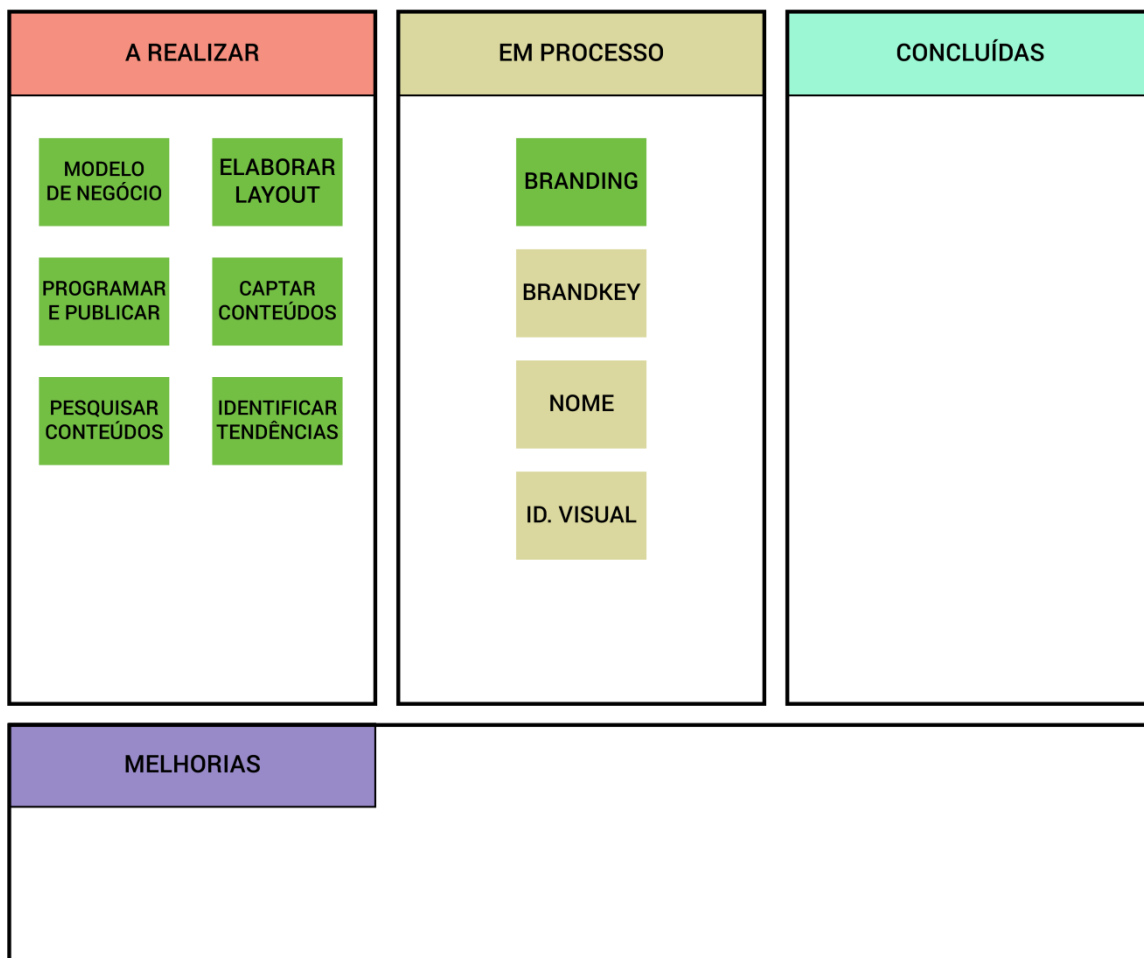 A REALIZAR
MODELO
DE NEGÓCIO
ELABORAR
LAYOUT
PROGRAMAR
E PUBLICAR
CAPTAR
CONTEÚDOS
PESQUISAR
CONTEÚDOS
IDENTIFICAR
TENDÊNCIAS
EM PROCESSO
BRANDING
BRANDKEY
NOME
ID. VISUAL
CONCLUÍDAS
MELHORIAS